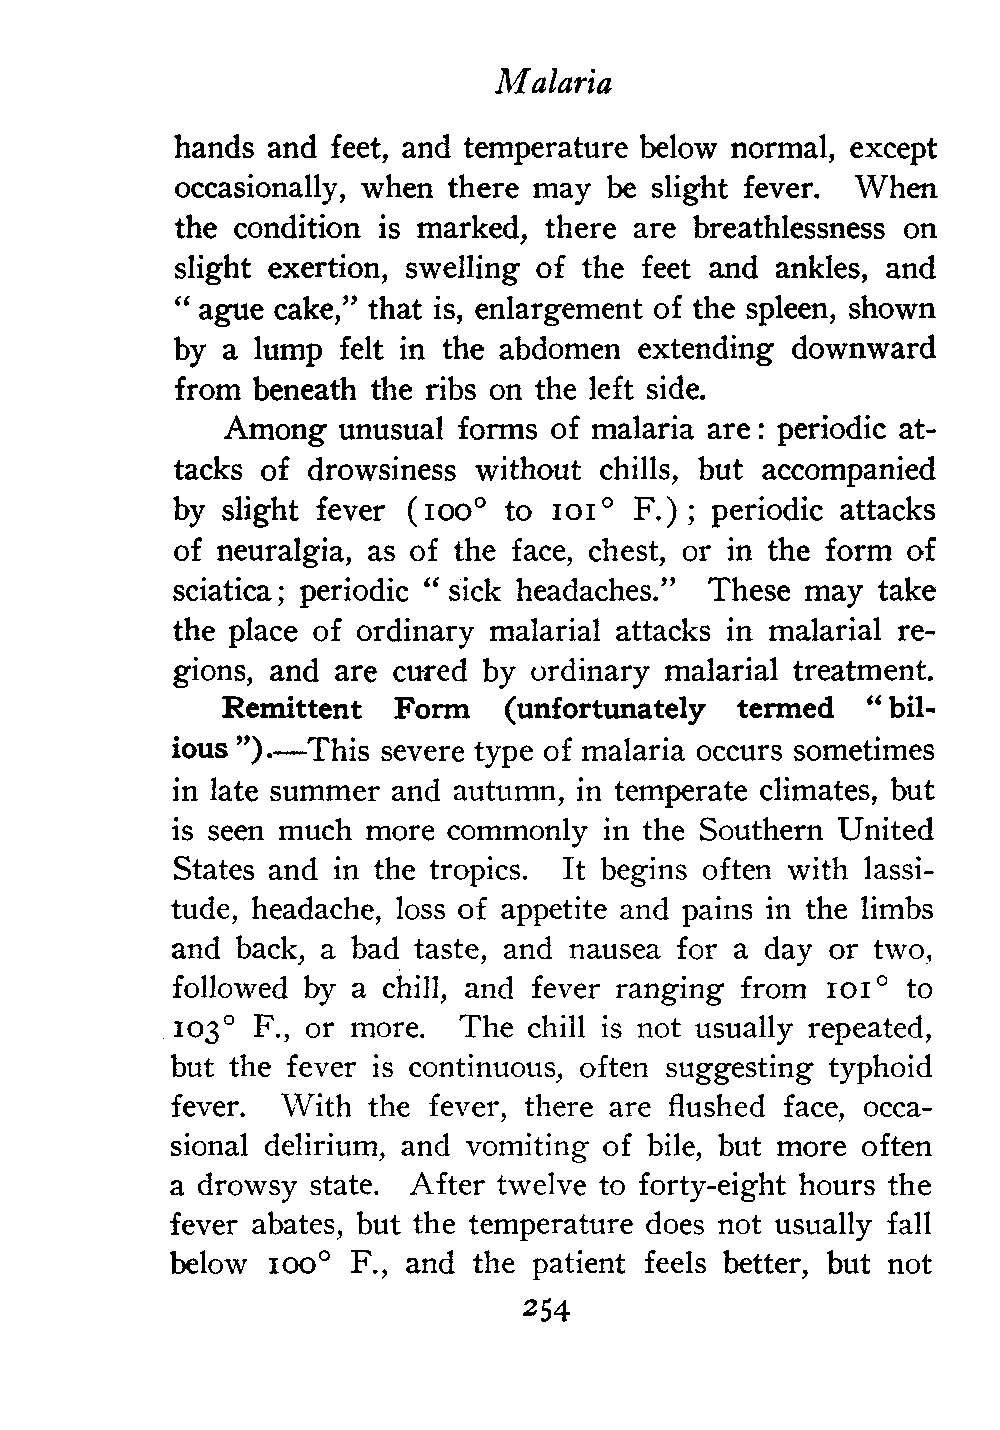 Malaria
hands and feet, and temperature below normal, except
occasionally, when there may be slight fever. When
the condition is marked, there are breathlessness on
slight exertion, swelling of the feet and ankles, and
“ ague cake,” that is, enlargement of the spleen, shown
by a lump felt in the abdomen extending downward
from beneath the ribs on the left side.
Among unusual forms of malaria are: periodic at-
tacks of drowsiness without chills, but accompanied
by slight fever (100° to 101° F.) ; periodic attacks
of neuralgia, as of the face, chest, or in the form of
sciatica; periodic “ sick headaches.” These may take
the place of ordinary malarial attacks in malarial re-
gions, and are cured by ordinary malarial treatment.
Remittent Form (unfortunately termed “ bil-
ious ”).—This severe type of malaria occurs sometimes
in late summer and autumn, in temperate climates, but
is seen much more commonly in the Southern United
States and in the tropics. It begins often with lassi-
tude, headache, loss of appetite and pains in the limbs
and back, a bad taste, and nausea for a day or two,
followed by a chill, and fever ranging from 101° to
103° F., or more. The chill is not usually repeated,
but the fever is continuous, often suggesting typhoid
fever. With the fever, there are flushed face, occa-
sional delirium, and vomiting of bile, but more often
a drowsy state. After twelve to forty-eight hours the
fever abates, but the temperature does not usually fall
below 100° F., and the patient feels better, but not
254